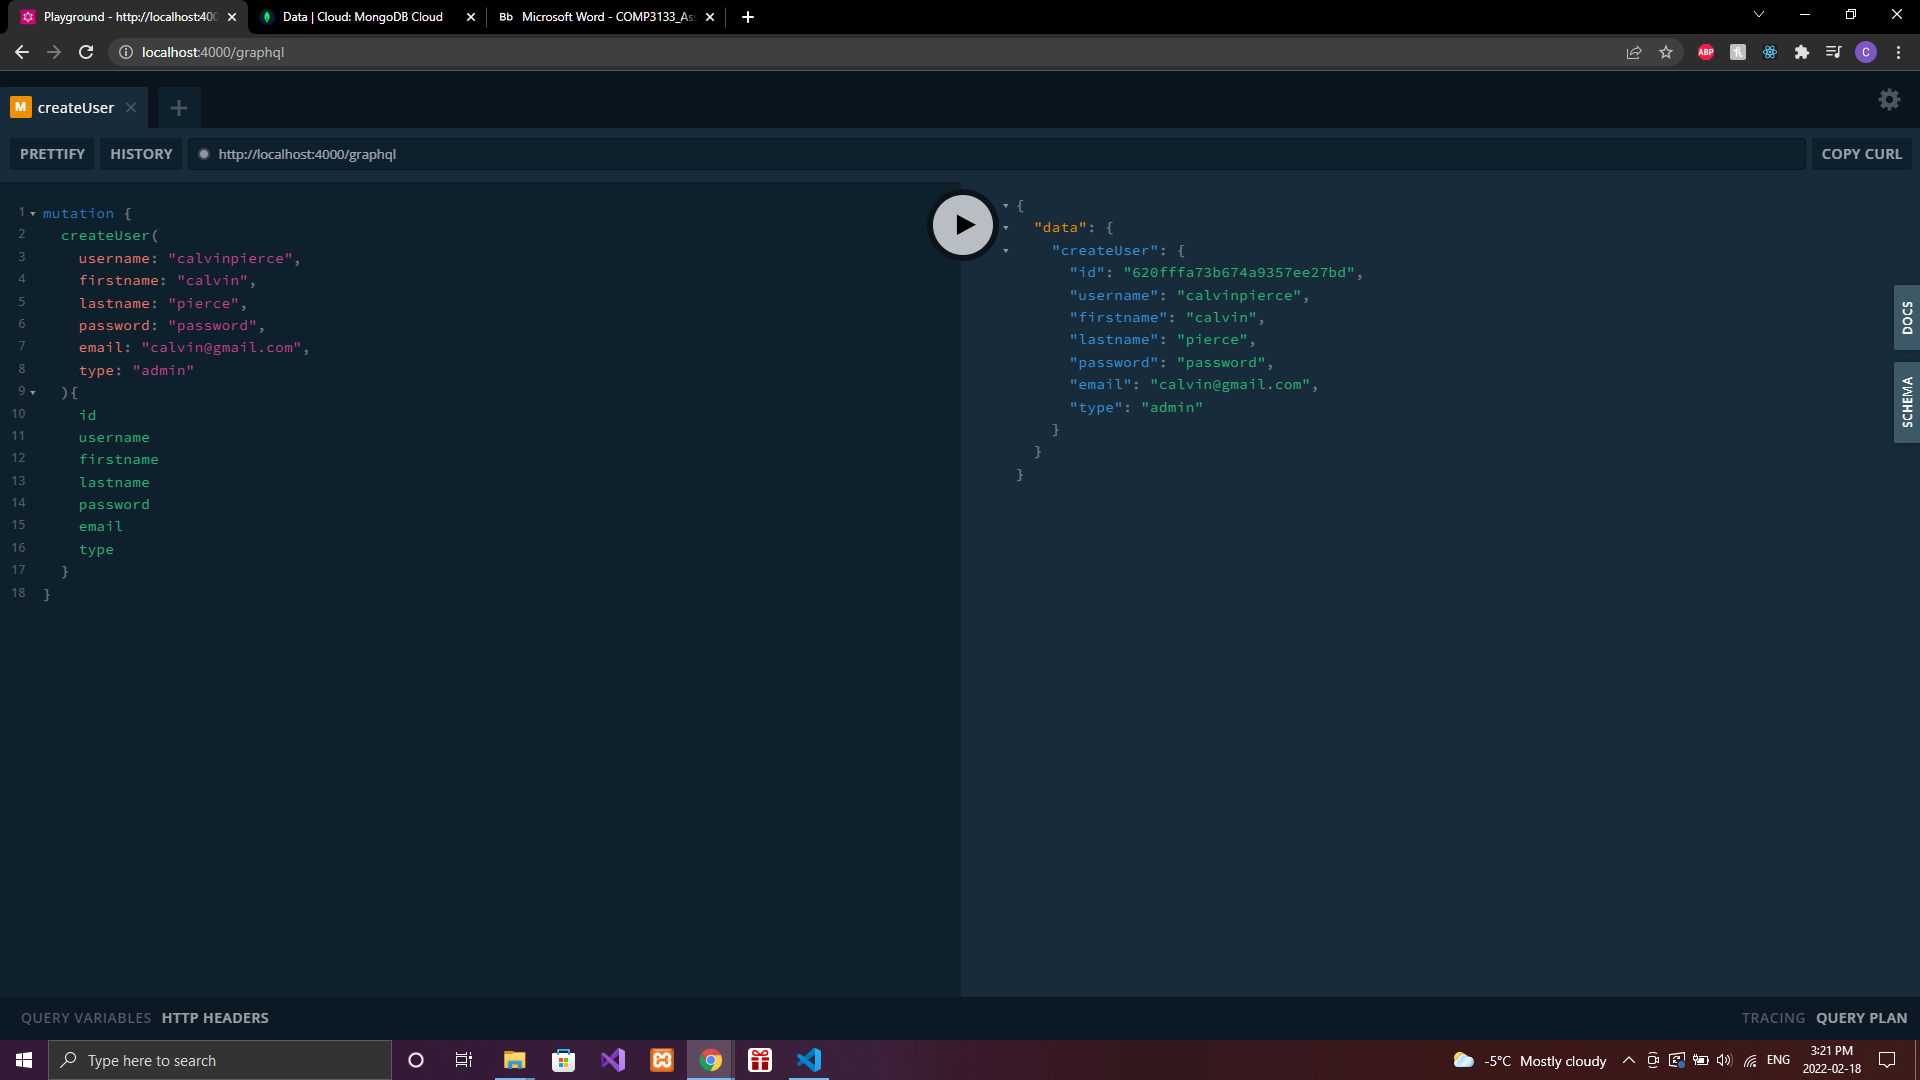 Playground - http://localhost:400
Data | Cloud: MongoDB Cloud
Bb Microsoft Word - COMP3133_As
localhost:4000/graphql
ABP
C
M createUser
PRETTIFY HISTORY http://localhost:4000/graphql COPY CURL
1 mutation {
2 createUser(
3 username: "calvinpierce",
4 firstname: "calvin",
5 lastname: "pierce",
6 password: "password",
7 email: "calvin@gmail.com",
8 type: "admin"
9 ){
10 id
11 username
12 firstname
13 lastname
14 password
15 email
16 type
17 }
18 }
{
"data": {
"createUser": {
"id": "620fffa73b674a9357ee27bd",
"username": "calvinpierce",
"firstname": "calvin",
"lastname": "pierce",
"password": "password",
"email": "calvin@gmail.com",
"type": "admin"
}
}
}
DOCS
SCHEMA
QUERY VARIABLES HTTP HEADERS
TRACING QUERY PLAN
Type here to search
-5°C Mostly cloudy
ENG
3:21 PM
2022-02-18